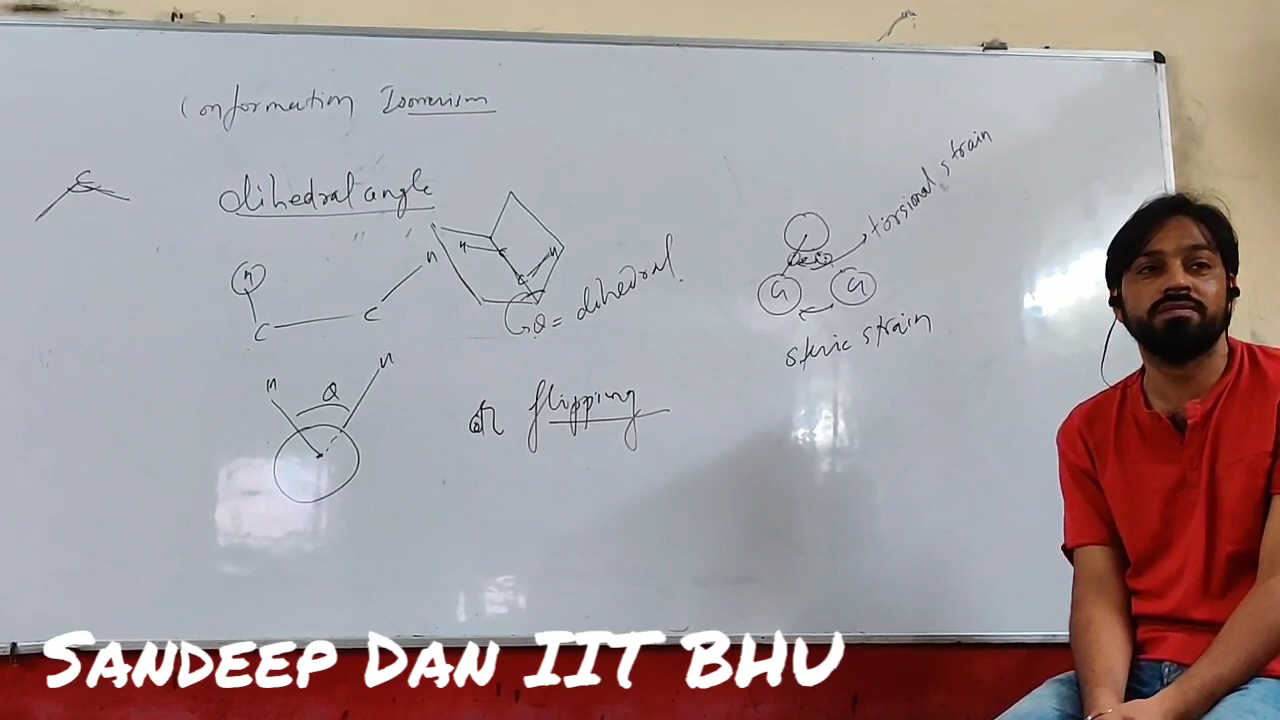 Conformation Isomerism
C
dihedral angle
torsional strain
H
H
H
C
C
H
C
C
θ = dihedral
G
G
steric strain
H
H
θ
flipping
SANDEEP DAN IIT BHU